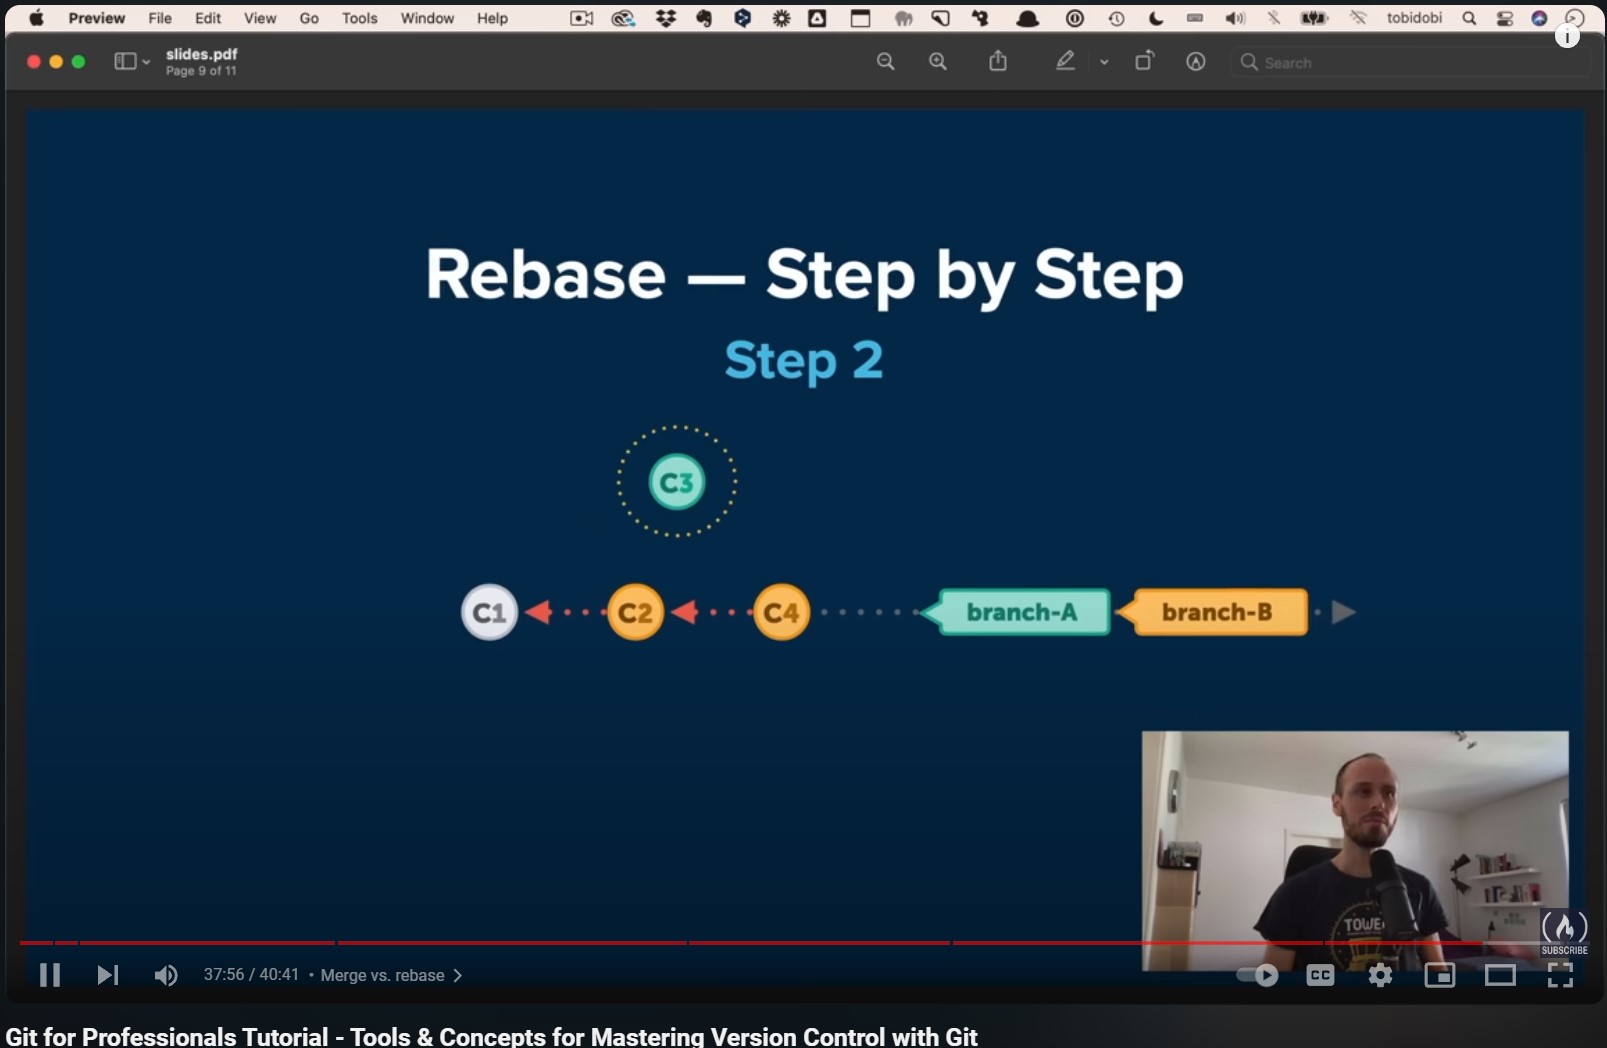 Preview File Edit View Go Tools Window Help tobidobi
slides.pdf
Page 9 of 11
Search
Rebase — Step by Step
Step 2
C3
C1 C2 C4 branch-A branch-B
TOWE
SUBSCRIBE
37:56 / 40:41 • Merge vs. rebase
CC
Git for Professionals Tutorial - Tools & Concepts for Mastering Version Control with Git